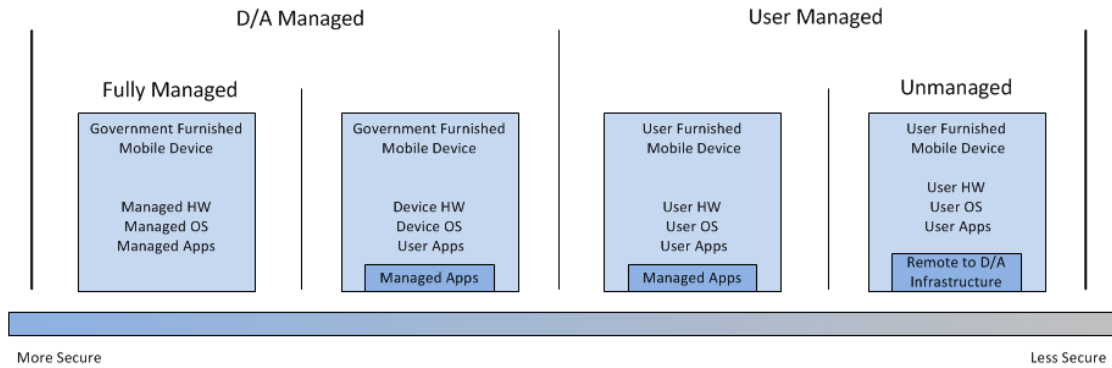 D/A Managed
User Managed
Fully Managed
Unmanaged
Government Furnished
Mobile Device
Managed HW
Managed OS
Managed Apps
Government Furnished
Mobile Device
Device HW
Device OS
User Apps
Managed Apps
User Furnished
Mobile Device
User HW
User OS
User Apps
Managed Apps
User Furnished
Mobile Device
User HW
User OS
User Apps
Remote to D/A
Infrastructure
More Secure
Less Secure